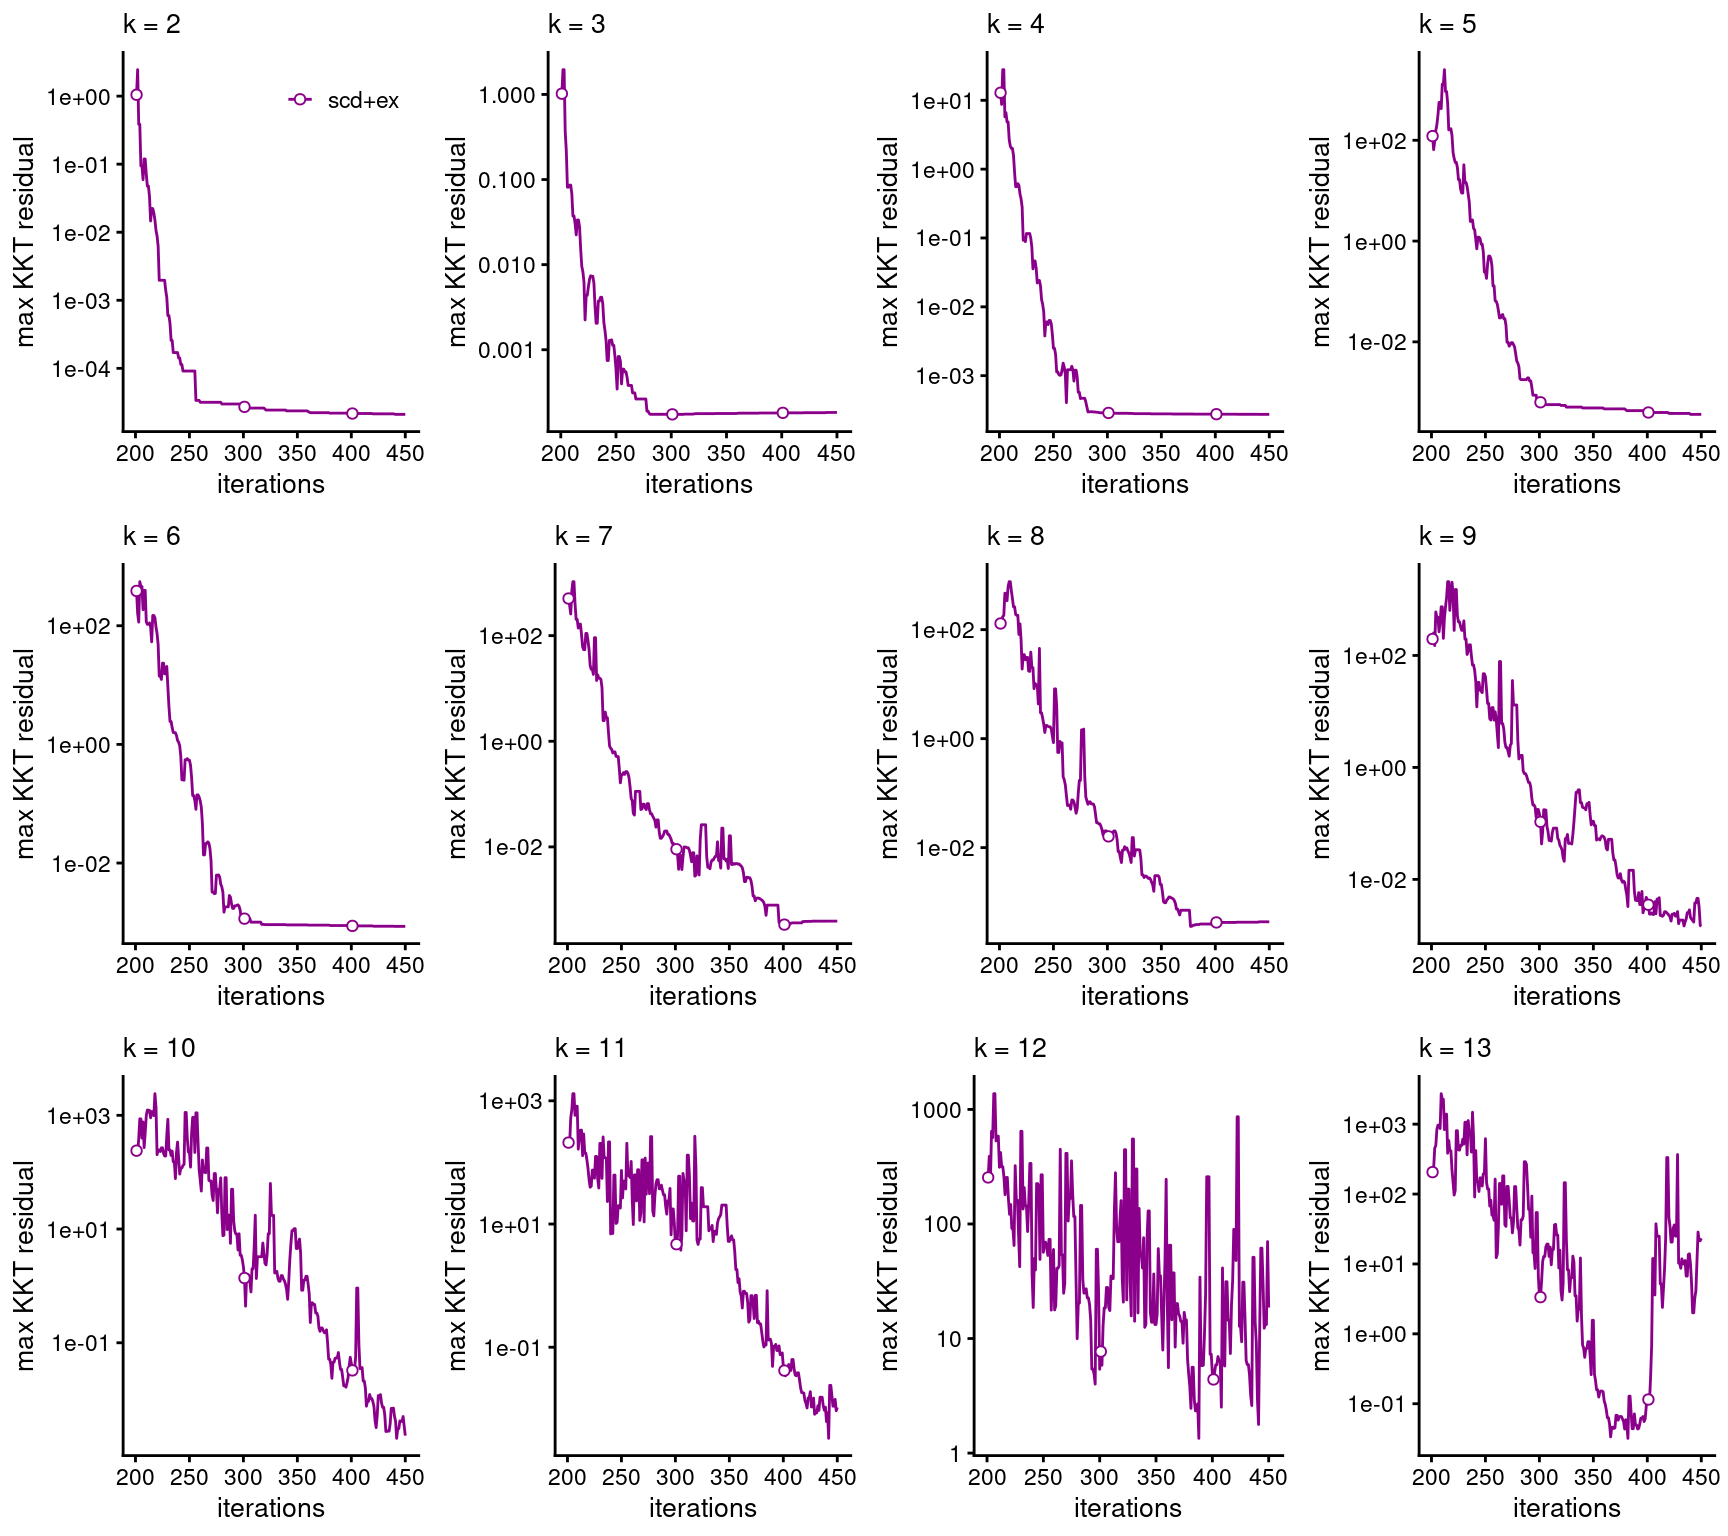 k = 2
max KKT residual
1e+00
1e-01
1e-02
1e-03
1e-04
scd+ex
200 250 300 350 400 450
iterations
k = 3
max KKT residual
1.000
0.100
0.010
0.001
200 250 300 350 400 450
iterations
k = 4
max KKT residual
1e+01
1e+00
1e-01
1e-02
1e-03
200 250 300 350 400 450
iterations
k = 5
max KKT residual
1e+02
1e+00
1e-02
200 250 300 350 400 450
iterations
k = 6
max KKT residual
1e+02
1e+00
1e-02
200 250 300 350 400 450
iterations
k = 7
max KKT residual
1e+02
1e+00
1e-02
200 250 300 350 400 450
iterations
k = 8
max KKT residual
1e+02
1e+00
1e-02
200 250 300 350 400 450
iterations
k = 9
max KKT residual
1e+02
1e+00
1e-02
200 250 300 350 400 450
iterations
k = 10
max KKT residual
1e+03
1e+01
1e-01
200 250 300 350 400 450
iterations
k = 11
max KKT residual
1e+03
1e+01
1e-01
200 250 300 350 400 450
iterations
k = 12
max KKT residual
1000
100
10
1
200 250 300 350 400 450
iterations
k = 13
max KKT residual
1e+03
1e+02
1e+01
1e+00
1e-01
200 250 300 350 400 450
iterations